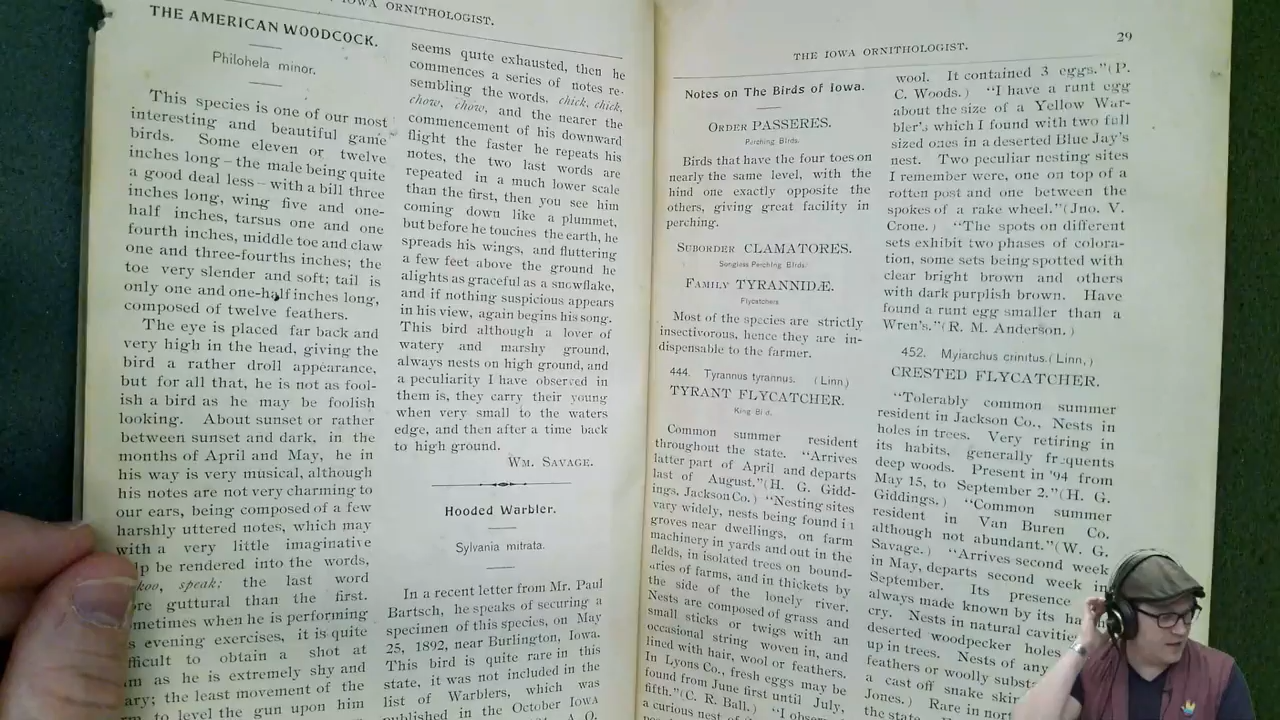 IOWA ORNITHOLOGIST.
THE AMERICAN WOODCOCK.
Philohela minor.
This species is one of our most
interesting and beautiful game
birds. Some eleven or twelve
inches long – the male being quite
a good deal less – with a bill three
inches long, wing five and one-
half inches, tarsus one and one
fourth inches, middle toe and claw
one and three-fourths inches; the
toe very slender and soft; tail is
only one and one-half inches long,
composed of twelve feathers.
The eye is placed far back and
very high in the head, giving the
bird a rather droll appearance,
but for all that, he is not as fool-
ish a bird as he may be foolish
looking. About sunset or rather
between sunset and dark, in the
months of April and May, he in
his way is very musical, although
his notes are not very charming to
our ears, being composed of a few
harshly uttered notes, which may
with a very little imaginative
be rendered into the words,
speak; the last word
guttural than the first.
when he is performing
evening exercises, it is quite
to obtain a shot at
as he is extremely shy and
the least movement of the
to level the gun upon him
seems quite exhausted, then he
commences a series of notes re-
sembling the words, chick, chick,
chow, chow, and the nearer the
commencement of his downward
flight the faster he repeats his
notes, the two last words are
repeated in a much lower scale
than the first, then you see him
coming down like a plummet,
but before he touches the earth, he
spreads his wings, and fluttering
a few feet above the ground he
alights as graceful as a snowflake,
and if nothing suspicious appears
in his view, again begins his song.
This bird although a lover of
watery and marshy ground,
always nests on high ground, and
a peculiarity I have observed in
them is, they carry their young
when very small to the waters
edge, and then after a time back
to high ground.
WM. SAVAGE.
Hooded Warbler.
Sylvania mitrata.
In a recent letter from Mr. Paul
Bartsch, he speaks of securing a
specimen of this species, on May
25, 1892, near Burlington, Iowa.
This bird is quite rare in this
state, it was not included in the
list of Warblers, which was
published in the October IOWA
A. O.
THE IOWA ORNITHOLOGIST.
29
Notes on The Birds of Iowa.
ORDER PASSERES.
Perching Birds.
Birds that have the four toes on
nearly the same level, with the
hind one exactly opposite the
others, giving great facility in
perching.
SUBORDER CLAMATORES.
Songless Perching Birds.
FAMILY TYRANNIDÆ.
Flycatchers
Most of the species are strictly
insectivorous, hence they are in-
dispensable to the farmer.
444. Tyrannus tyrannus. (Linn)
TYRANT FLYCATCHER.
King Bird.
Common summer resident
throughout the state. "Arrives
latter part of April and departs
last of August."(H. G. Gidd-
ings, Jackson Co.) "Nesting sites
vary widely, nests being found in
groves near dwellings, on farm
machinery in yards and out in the
fields, in isolated trees on bound-
aries of farms, and in thickets by
the side of the lonely river.
Nests are composed of grass and
small sticks or twigs with an
occasional string woven in, and
lined with hair, wool or feathers.
In Lyons Co., fresh eggs may be
found from June first until July,
fifth."(C. R. Ball.) "I observ
a curious nest of
wool. It contained 3 eggs."(P.
C. Woods.) "I have a runt egg
about the size of a Yellow War-
bler's which I found with two full
sized ones in a deserted Blue Jay's
nest. Two peculiar nesting sites
I remember were, one on top of a
rotten post and one between the
spokes of a rake wheel."(Jno. V.
Crone.) "The spots on different
sets exhibit two phases of colora-
tion, some sets being spotted with
clear bright brown and others
with dark purplish brown. Have
found a runt egg smaller than a
Wren's."(R. M. Anderson.)
452. Myiarchus crinitus.(Linn,)
CRESTED FLYCATCHER.
"Tolerably common summer
resident in Jackson Co., Nests in
holes in trees. Very retiring in
its habits, generally frequents
deep woods. Present in '94 from
May 15, to September 2."(H. G.
Giddings.) "Common summer
resident in Van Buren Co.
although not abundant."(W. G.
Savage.) "Arrives second week
in May, departs second week in
September. Its presence
always made known by its
cry. Nests in natural
deserted woodpecker holes
up in trees. Nests of any
feathers or woolly
a cast off snake skin
Jones.) Rare in
the state.